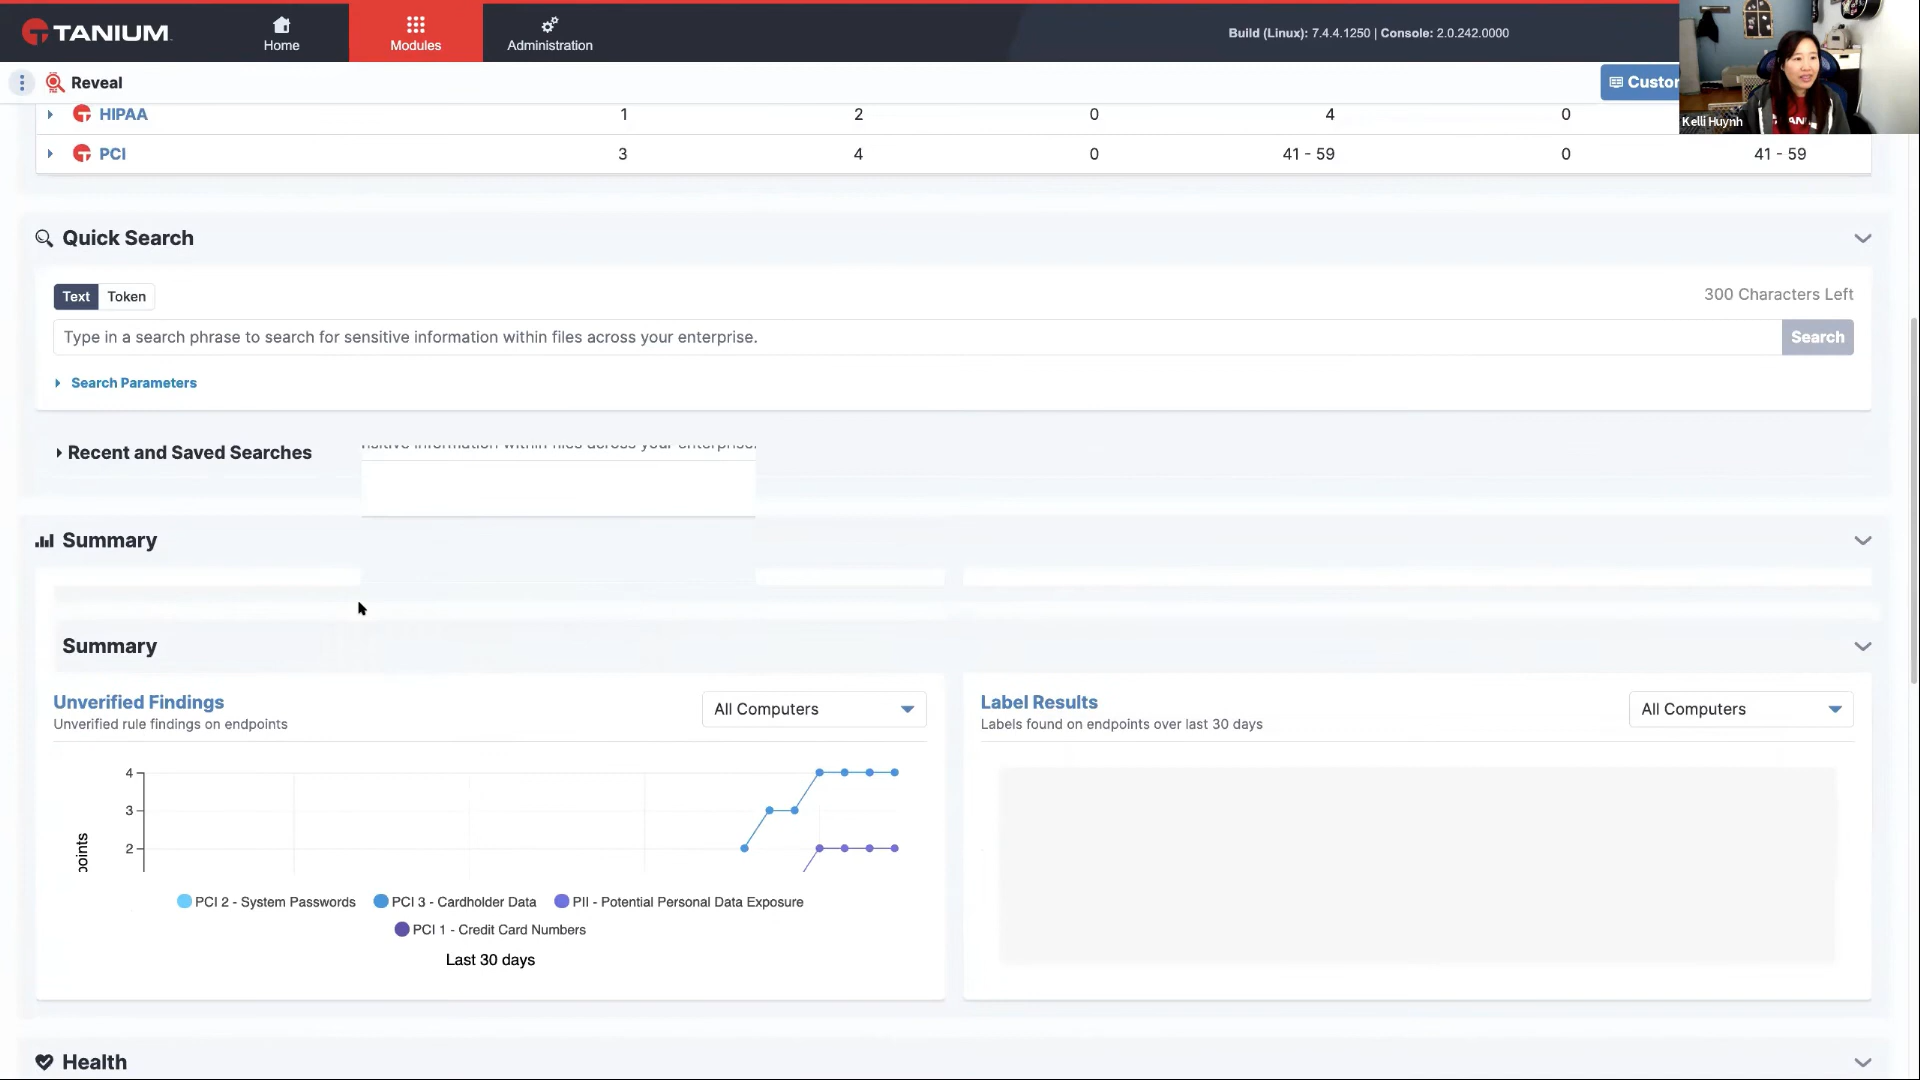 TANIUM
Home
Modules
Administration
Build (Linux): 7.4.4.1250 | Console: 2.0.242.0000
Reveal
Kelli Huynh
HIPAA 1 2 0 4 0
PCI 3 4 0 41 - 59 0 41 - 59
Quick Search
Text Token
300 Characters Left
Type in a search phrase to search for sensitive information within files across your enterprise.
Search
Search Parameters
Recent and Saved Searches
Summary
Summary
Unverified Findings
Unverified rule findings on endpoints
All Computers
Label Results
Labels found on endpoints over last 30 days
All Computers
4
3
2
PCI 2 - System Passwords
PCI 3 - Cardholder Data
PII - Potential Personal Data Exposure
PCI 1 - Credit Card Numbers
Last 30 days
Health